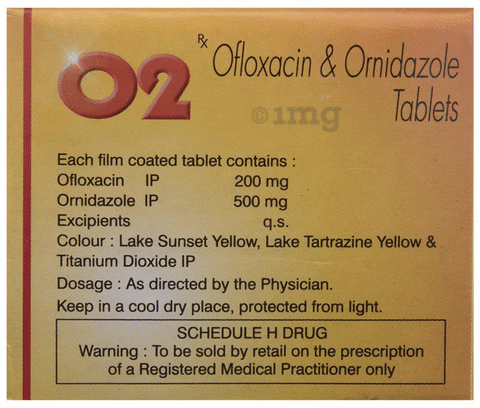 O2
Rx Ofloxacin & Ornidazole
Tablets
©1mg
Each film coated tablet contains :
Ofloxacin IP 200 mg
Ornidazole IP 500 mg
Excipients q.s.
Colour : Lake Sunset Yellow, Lake Tartrazine Yellow &
Titanium Dioxide IP
Dosage : As directed by the Physician.
Keep in a cool dry place, protected from light.
SCHEDULE H DRUG
Warning : To be sold by retail on the prescription
of a Registered Medical Practitioner only